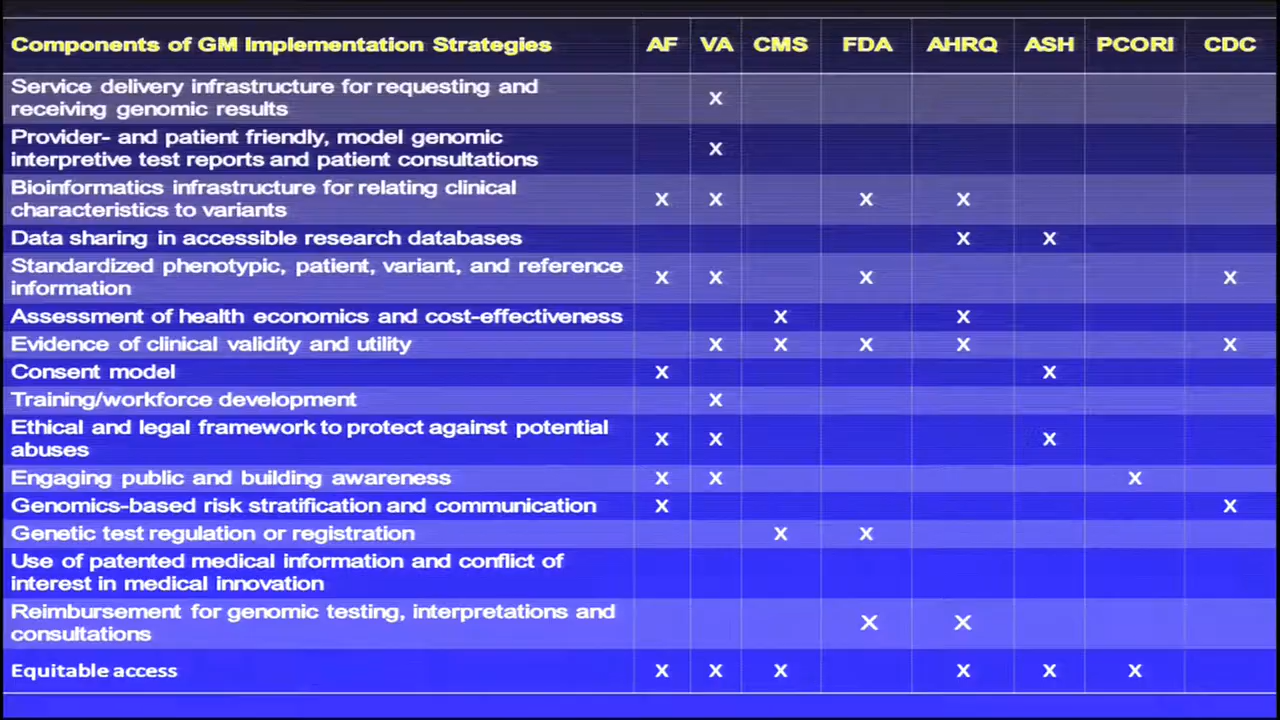 Components of GM Implementation Strategies AF VA CMS FDA AHRQ ASH PCORI CDC
Service delivery infrastructure for requesting and
receiving genomic results X
Provider- and patient friendly, model genomic
interpretive test reports and patient consultations X
Bioinformatics infrastructure for relating clinical
characteristics to variants X X X X
Data sharing in accessible research databases X X
Standardized phenotypic, patient, variant, and reference
information X X X X
Assessment of health economics and cost-effectiveness X X
Evidence of clinical validity and utility X X X X X
Consent model X X
Training/workforce development X
Ethical and legal framework to protect against potential
abuses X X X
Engaging public and building awareness X X X
Genomics-based risk stratification and communication X X
Genetic test regulation or registration X X
Use of patented medical information and conflict of
interest in medical innovation
Reimbursement for genomic testing, interpretations and
consultations X X
Equitable access X X X X X X